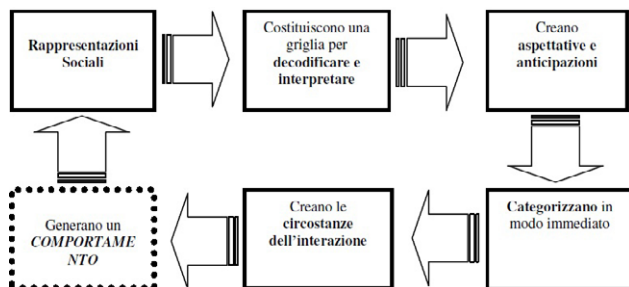 Rappresentazioni
Sociali
Costituiscono una
griglia per
decodificare e
interpretare
Creano
aspettative e
anticipazioni
Categorizzano in
modo immediato
Creano le
circostanze
dell'interazione
Generano un
COMPORTAME
NTO